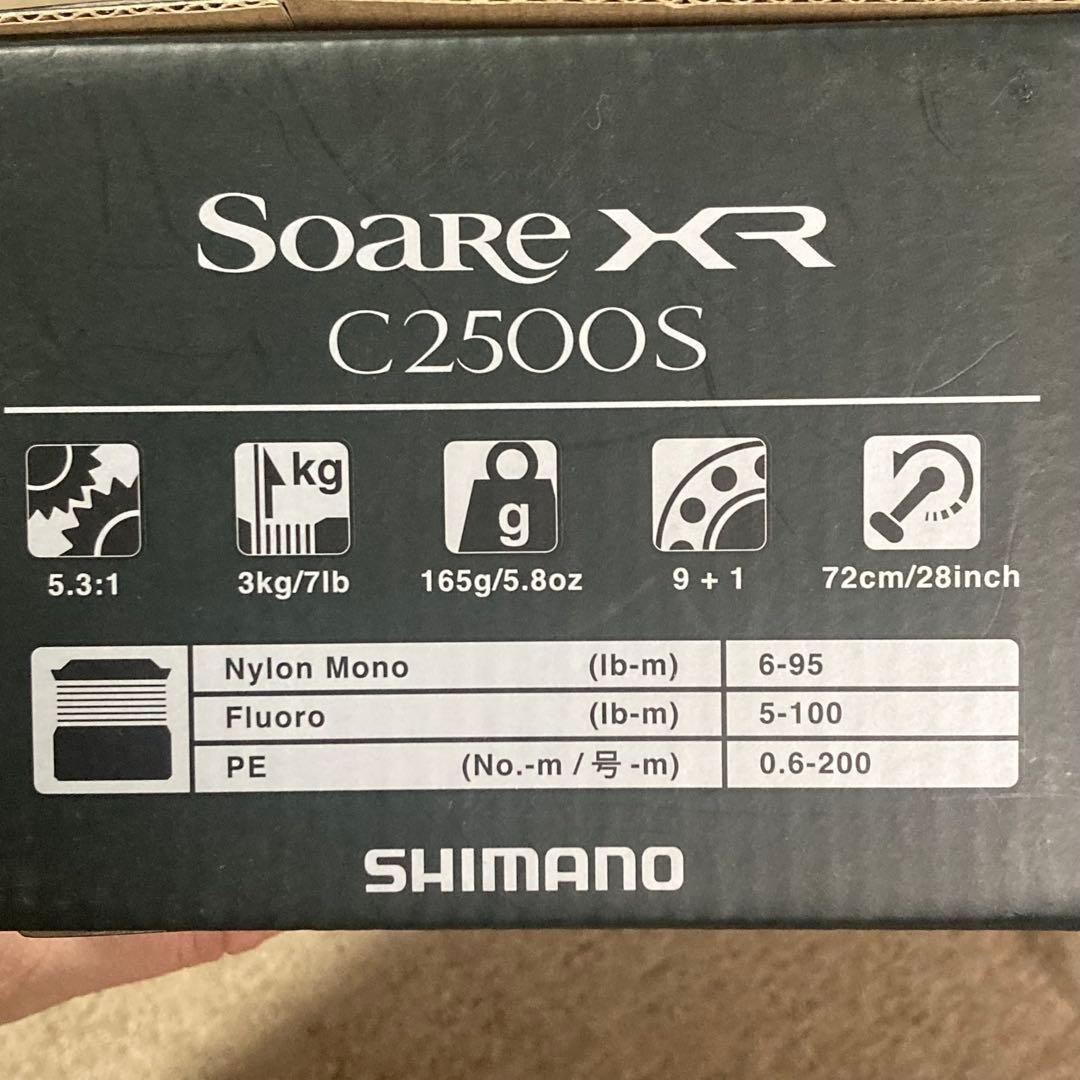 Soare XR
C2500S
kg
g
5.3:1 3kg/7lb 165g/5.8oz 9 + 1 72cm/28inch
Nylon Mono (lb-m) 6-95
Fluoro (lb-m) 5-100
PE (No.-m / 号 -m) 0.6-200
SHIMANO